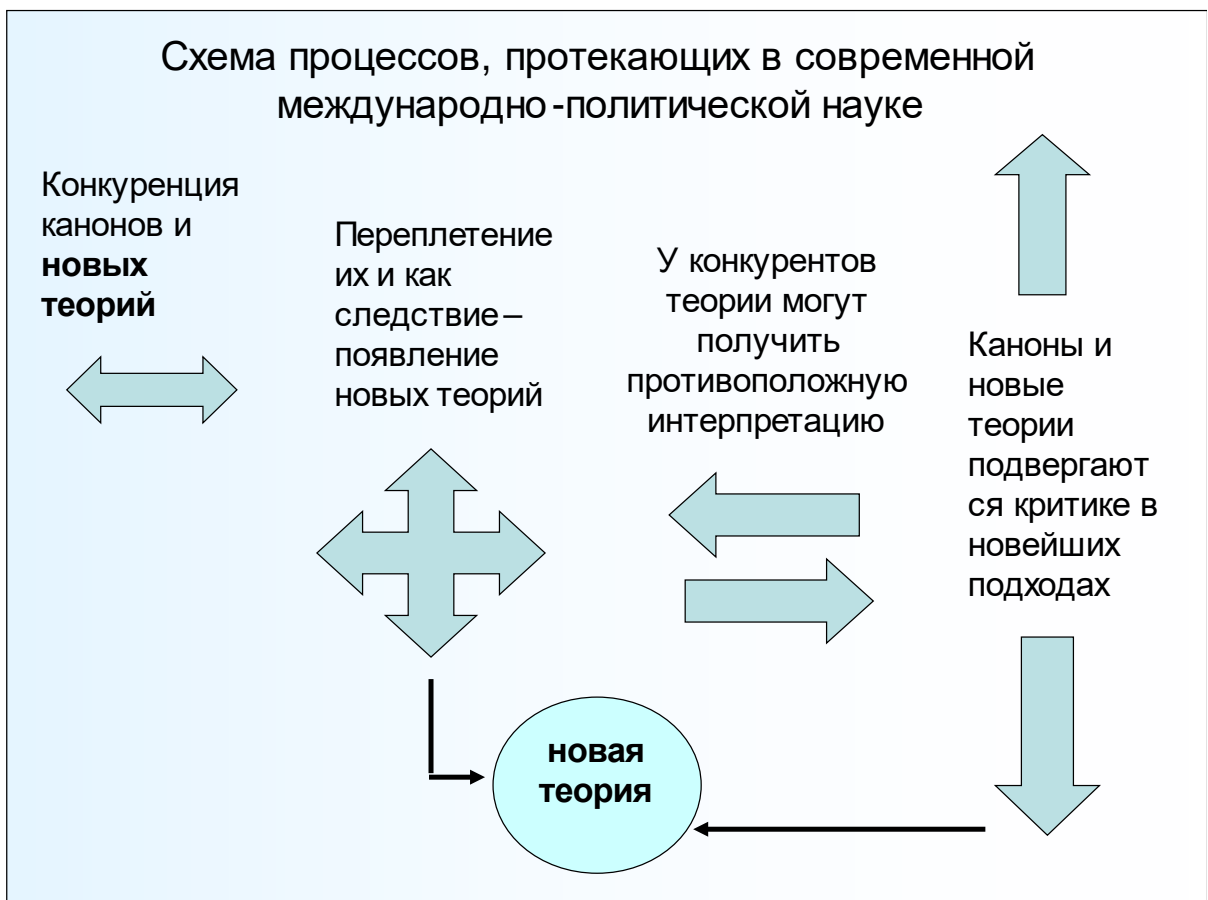 Схема процессов, протекающих в современной
международно-политической науке
Конкуренция
канонов и
новых
теорий
Переплетение
их и как
следствие –
появление
новых теорий
У конкурентов
теории могут
получить
противоположную
интерпретацию
Каноны и
новые
теории
подвергают
ся критике в
новейших
подходах
новая
теория